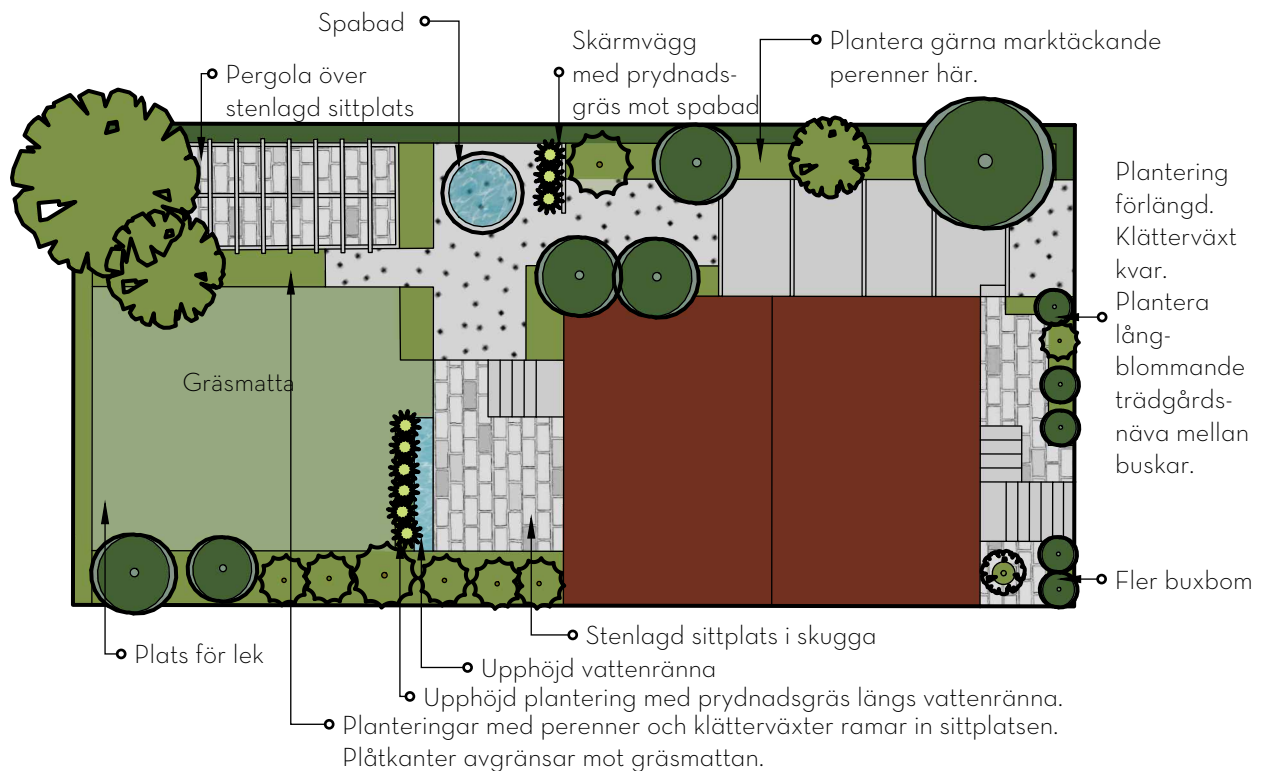 Spabad
Skärmvägg
med prydnads-
gräs mot spabad
Plantera gärna marktäckande
perenner här.
Pergola över
stenlagd sittplats
Plantering
förlängd.
Klätterväxt
kvar.
Plantera
lång-
blommande
trädgårds-
näva mellan
buskar.
Gräsmatta
Fler buxbom
Stenlagd sittplats i skugga
Plats för lek
Upphöjd vattenränna
Upphöjd plantering med prydnadsgräs längs vattenränna.
Planteringar med perenner och klätterväxter ramar in sittplatsen.
Plåtkanter avgränsar mot gräsmattan.